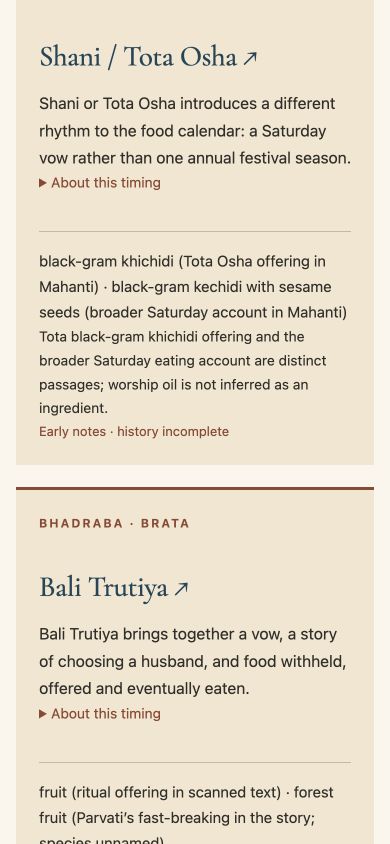 Shani / Tota Osha ↗
Shani or Tota Osha introduces a different
rhythm to the food calendar: a Saturday
vow rather than one annual festival season.
▶ About this timing
black-gram khichidi (Tota Osha offering in
Mahanti) · black-gram kechidi with sesame
seeds (broader Saturday account in Mahanti)
Tota black-gram khichidi offering and the
broader Saturday eating account are distinct
passages; worship oil is not inferred as an
ingredient.
Early notes · history incomplete
BHADRABA · BRATA
Bali Trutiya ↗
Bali Trutiya brings together a vow, a story
of choosing a husband, and food withheld,
offered and eventually eaten.
▶ About this timing
fruit (ritual offering in scanned text) · forest
fruit (Parvati’s fast-breaking in the story;
species unnamed)